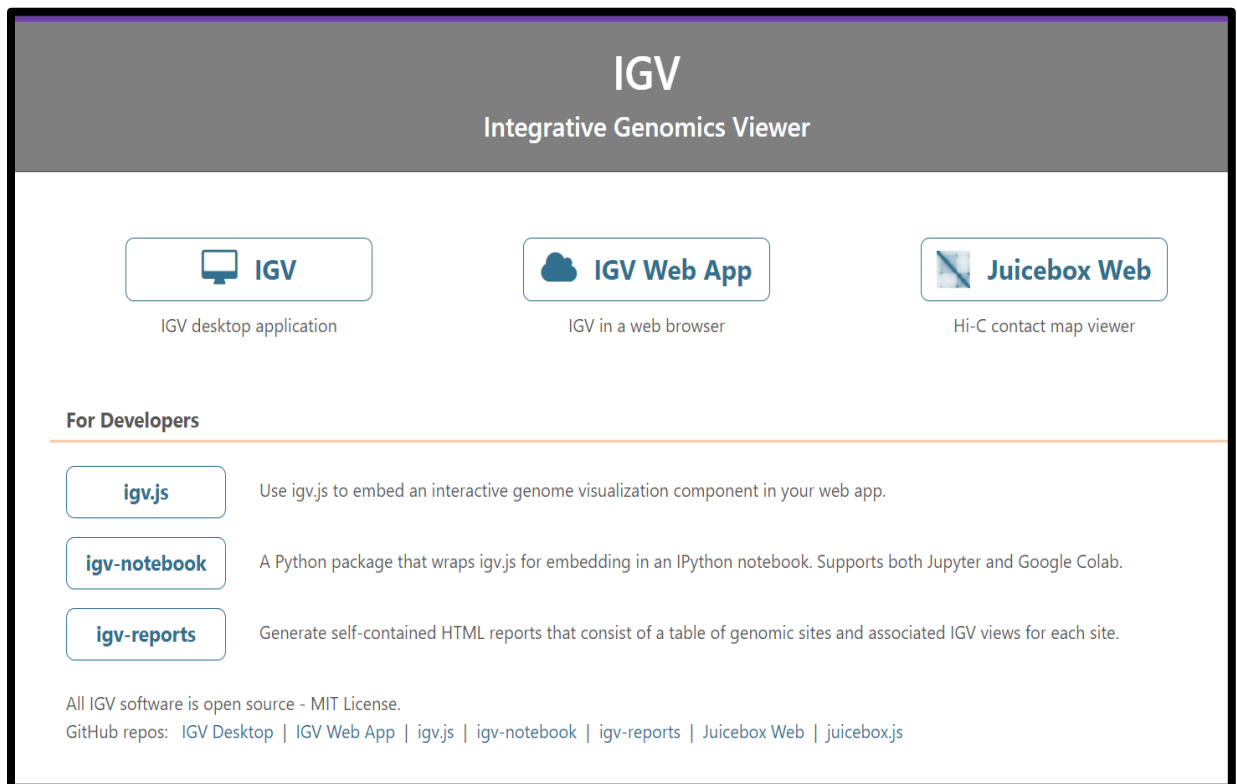 IGV
Integrative Genomics Viewer
IGV
IGV Web App
Juicebox Web
IGV desktop application
IGV in a web browser
Hi-C contact map viewer
For Developers
igv.js
Use igv.js to embed an interactive genome visualization component in your web app.
igv-notebook
A Python package that wraps igv.js for embedding in an IPython notebook. Supports both Jupyter and Google Colab.
igv-reports
Generate self-contained HTML reports that consist of a table of genomic sites and associated IGV views for each site.
All IGV software is open source - MIT License.
GitHub repos: IGV Desktop | IGV Web App | igv.js | igv-notebook | igv-reports | Juicebox Web | juicebox.js